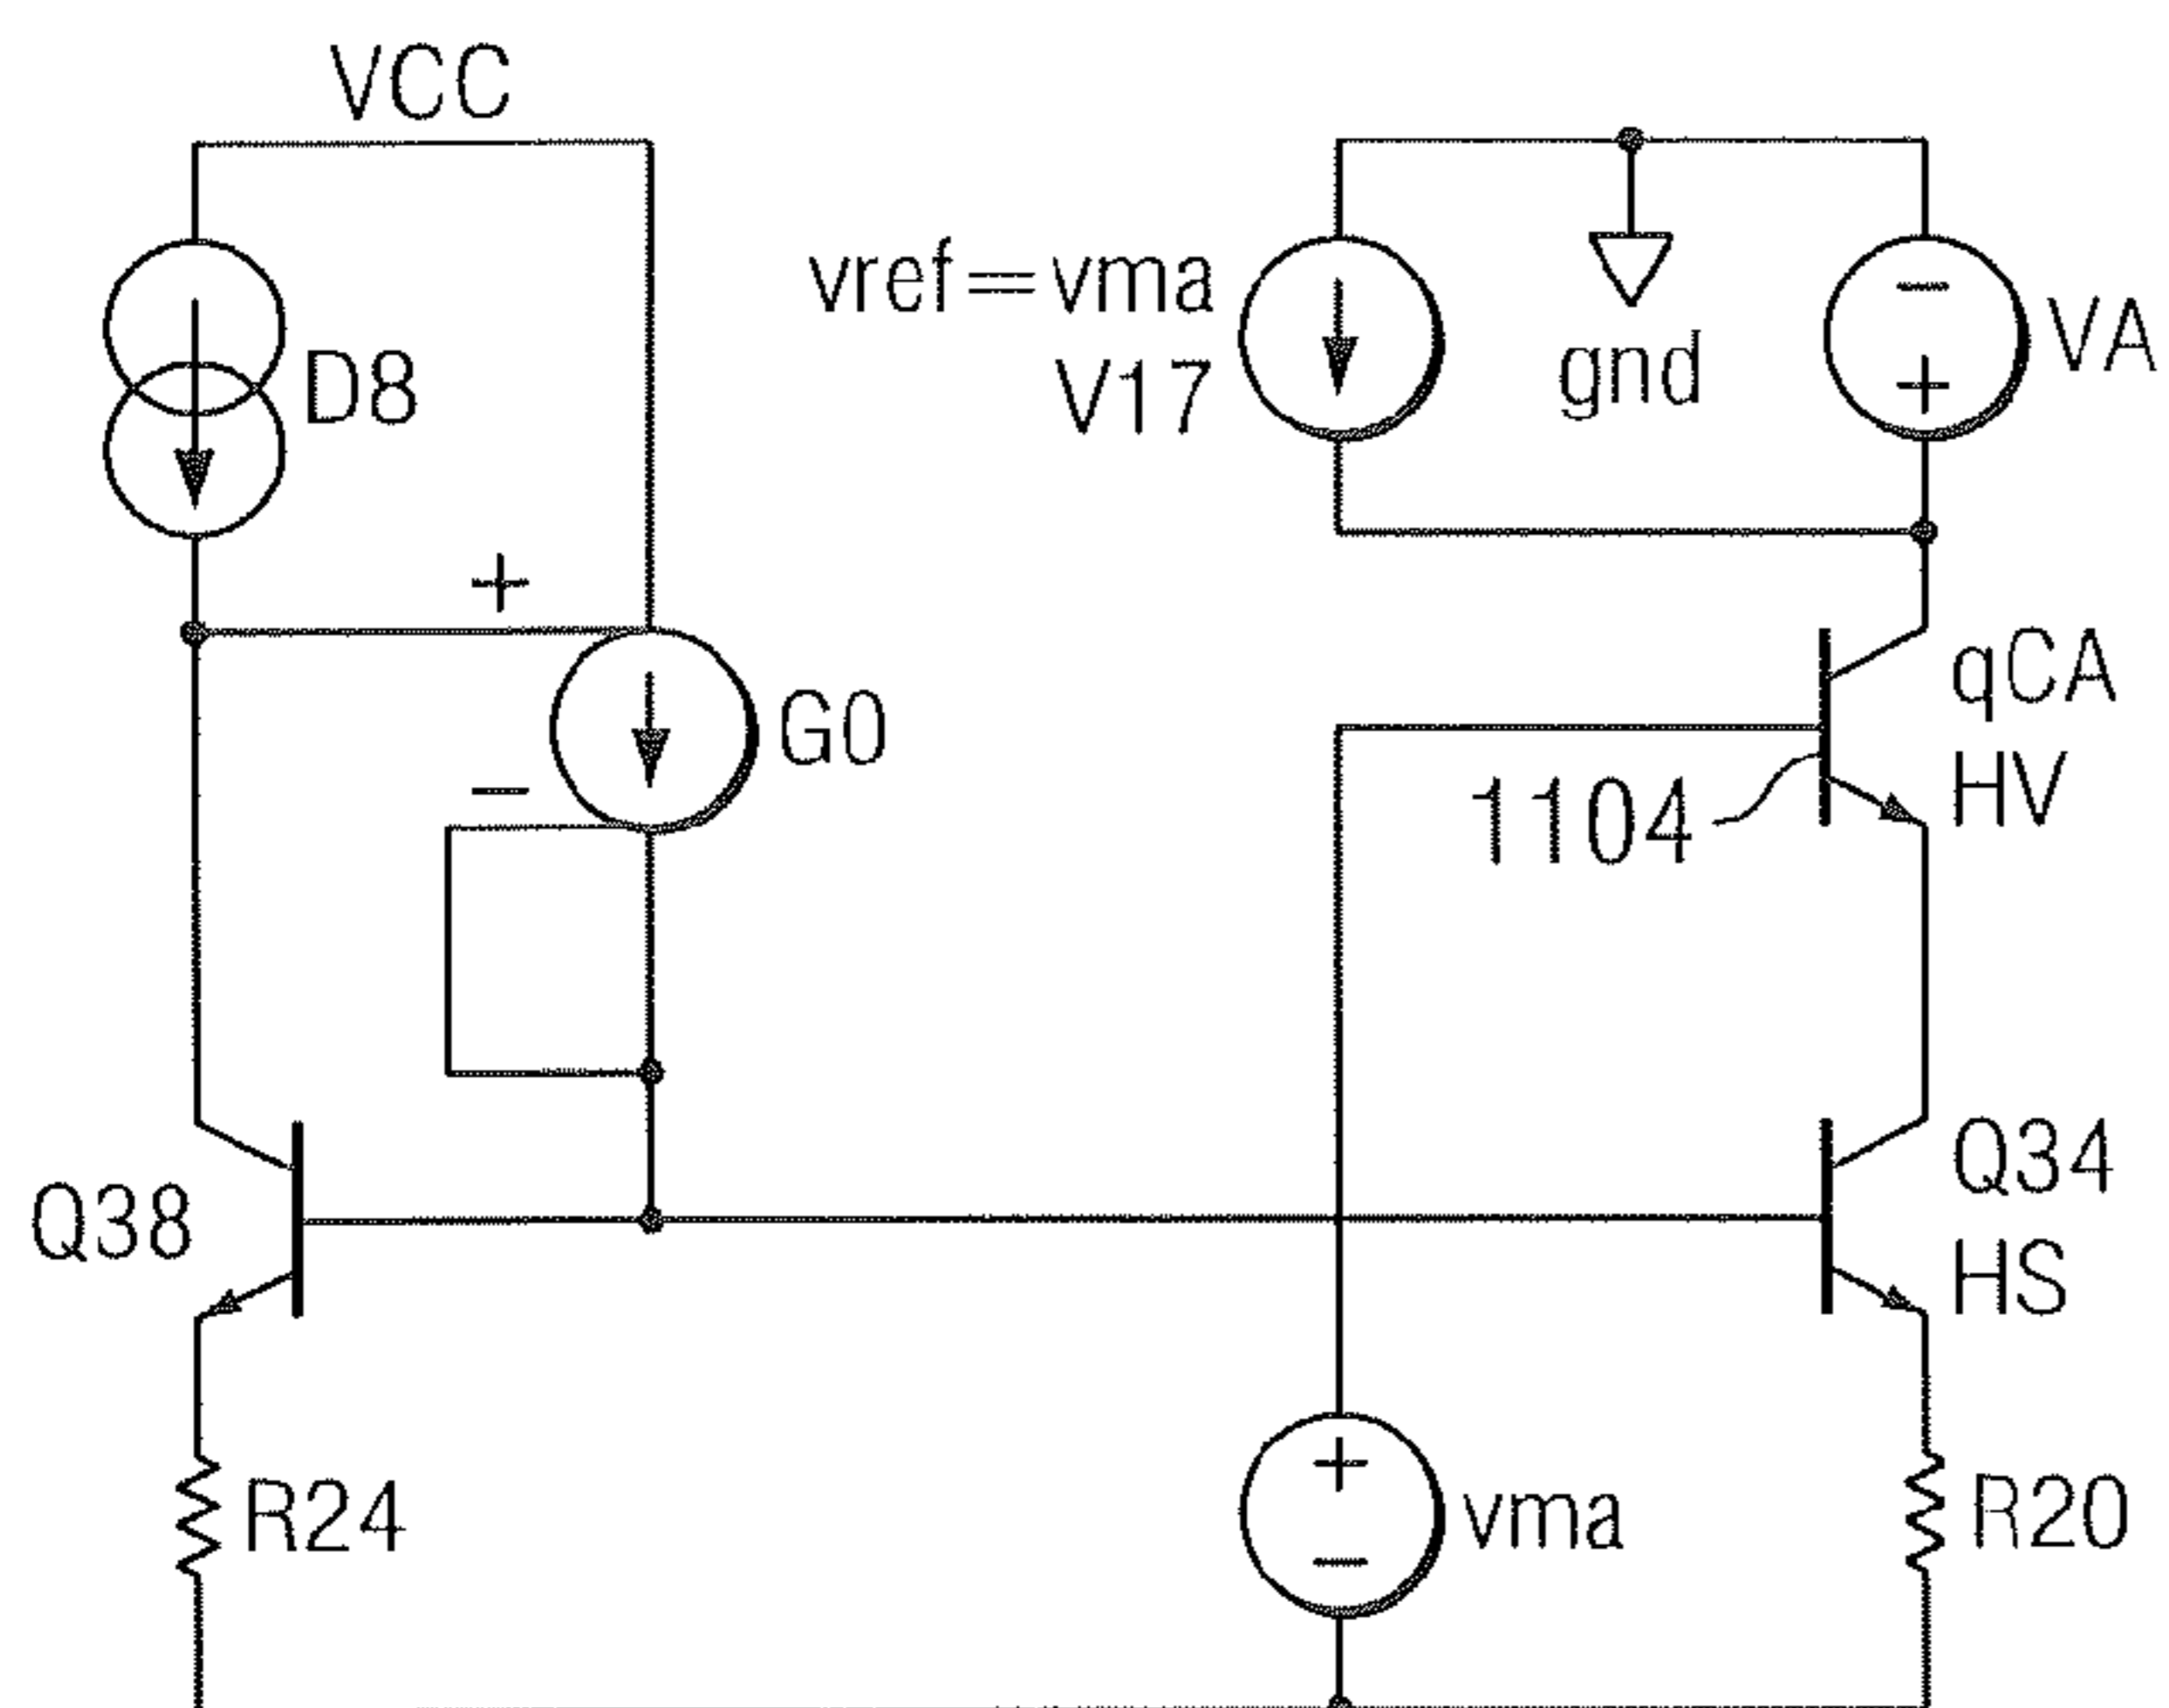 VCC
D8
+
−
G0
vref=vma
V17
gnd
−
+
VA
qCA
HV
1104
Q38
Q34
HS
R24
+
−
vma
R20